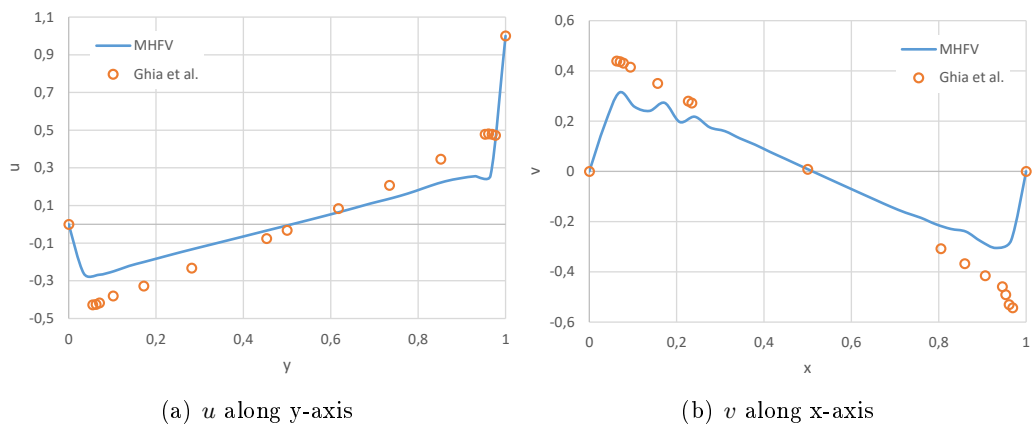 1,1
0,9
0,7
0,5
0,3
0,1
-0,1
-0,3
-0,5
u
MHFV
Ghia et al.
0
0,2
0,4
0,6
0,8
1
y
(a) u along y-axis
0,6
0,4
0,2
0
-0,2
-0,4
-0,6
v
MHFV
Ghia et al.
0
0,2
0,4
0,6
0,8
1
x
(b) v along x-axis